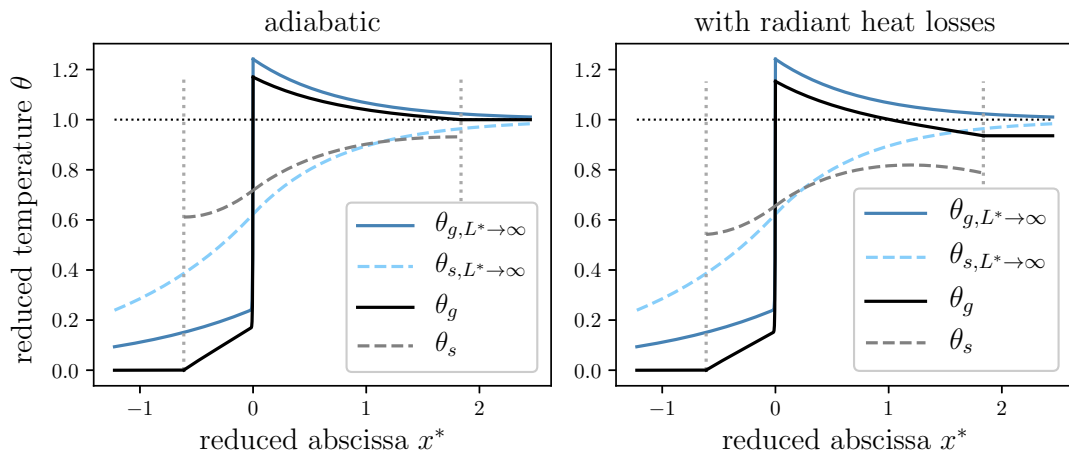 adiabatic
with radiant heat losses
reduced temperature θ
1.2
1.0
0.8
0.6
0.4
0.2
0.0
θ_{g,L*→∞}
θ_{s,L*→∞}
θ_g
θ_s
−1 0 1 2
reduced abscissa x*
1.2
1.0
0.8
0.6
0.4
0.2
0.0
θ_{g,L*→∞}
θ_{s,L*→∞}
θ_g
θ_s
−1 0 1 2
reduced abscissa x*